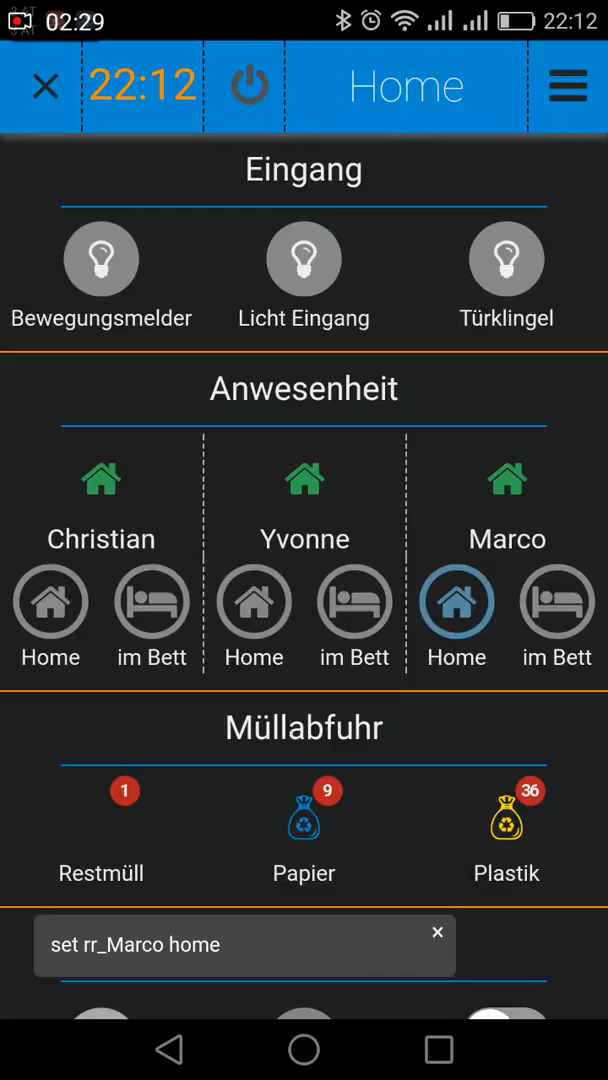 02:29 22:12
22:12 Home
Eingang
Bewegungsmelder Licht Eingang Türklingel
Anwesenheit
Christian Yvonne Marco
Home im Bett Home im Bett Home im Bett
Müllabfuhr
1 9 36
Restmüll Papier Plastik
set rr_Marco home ×